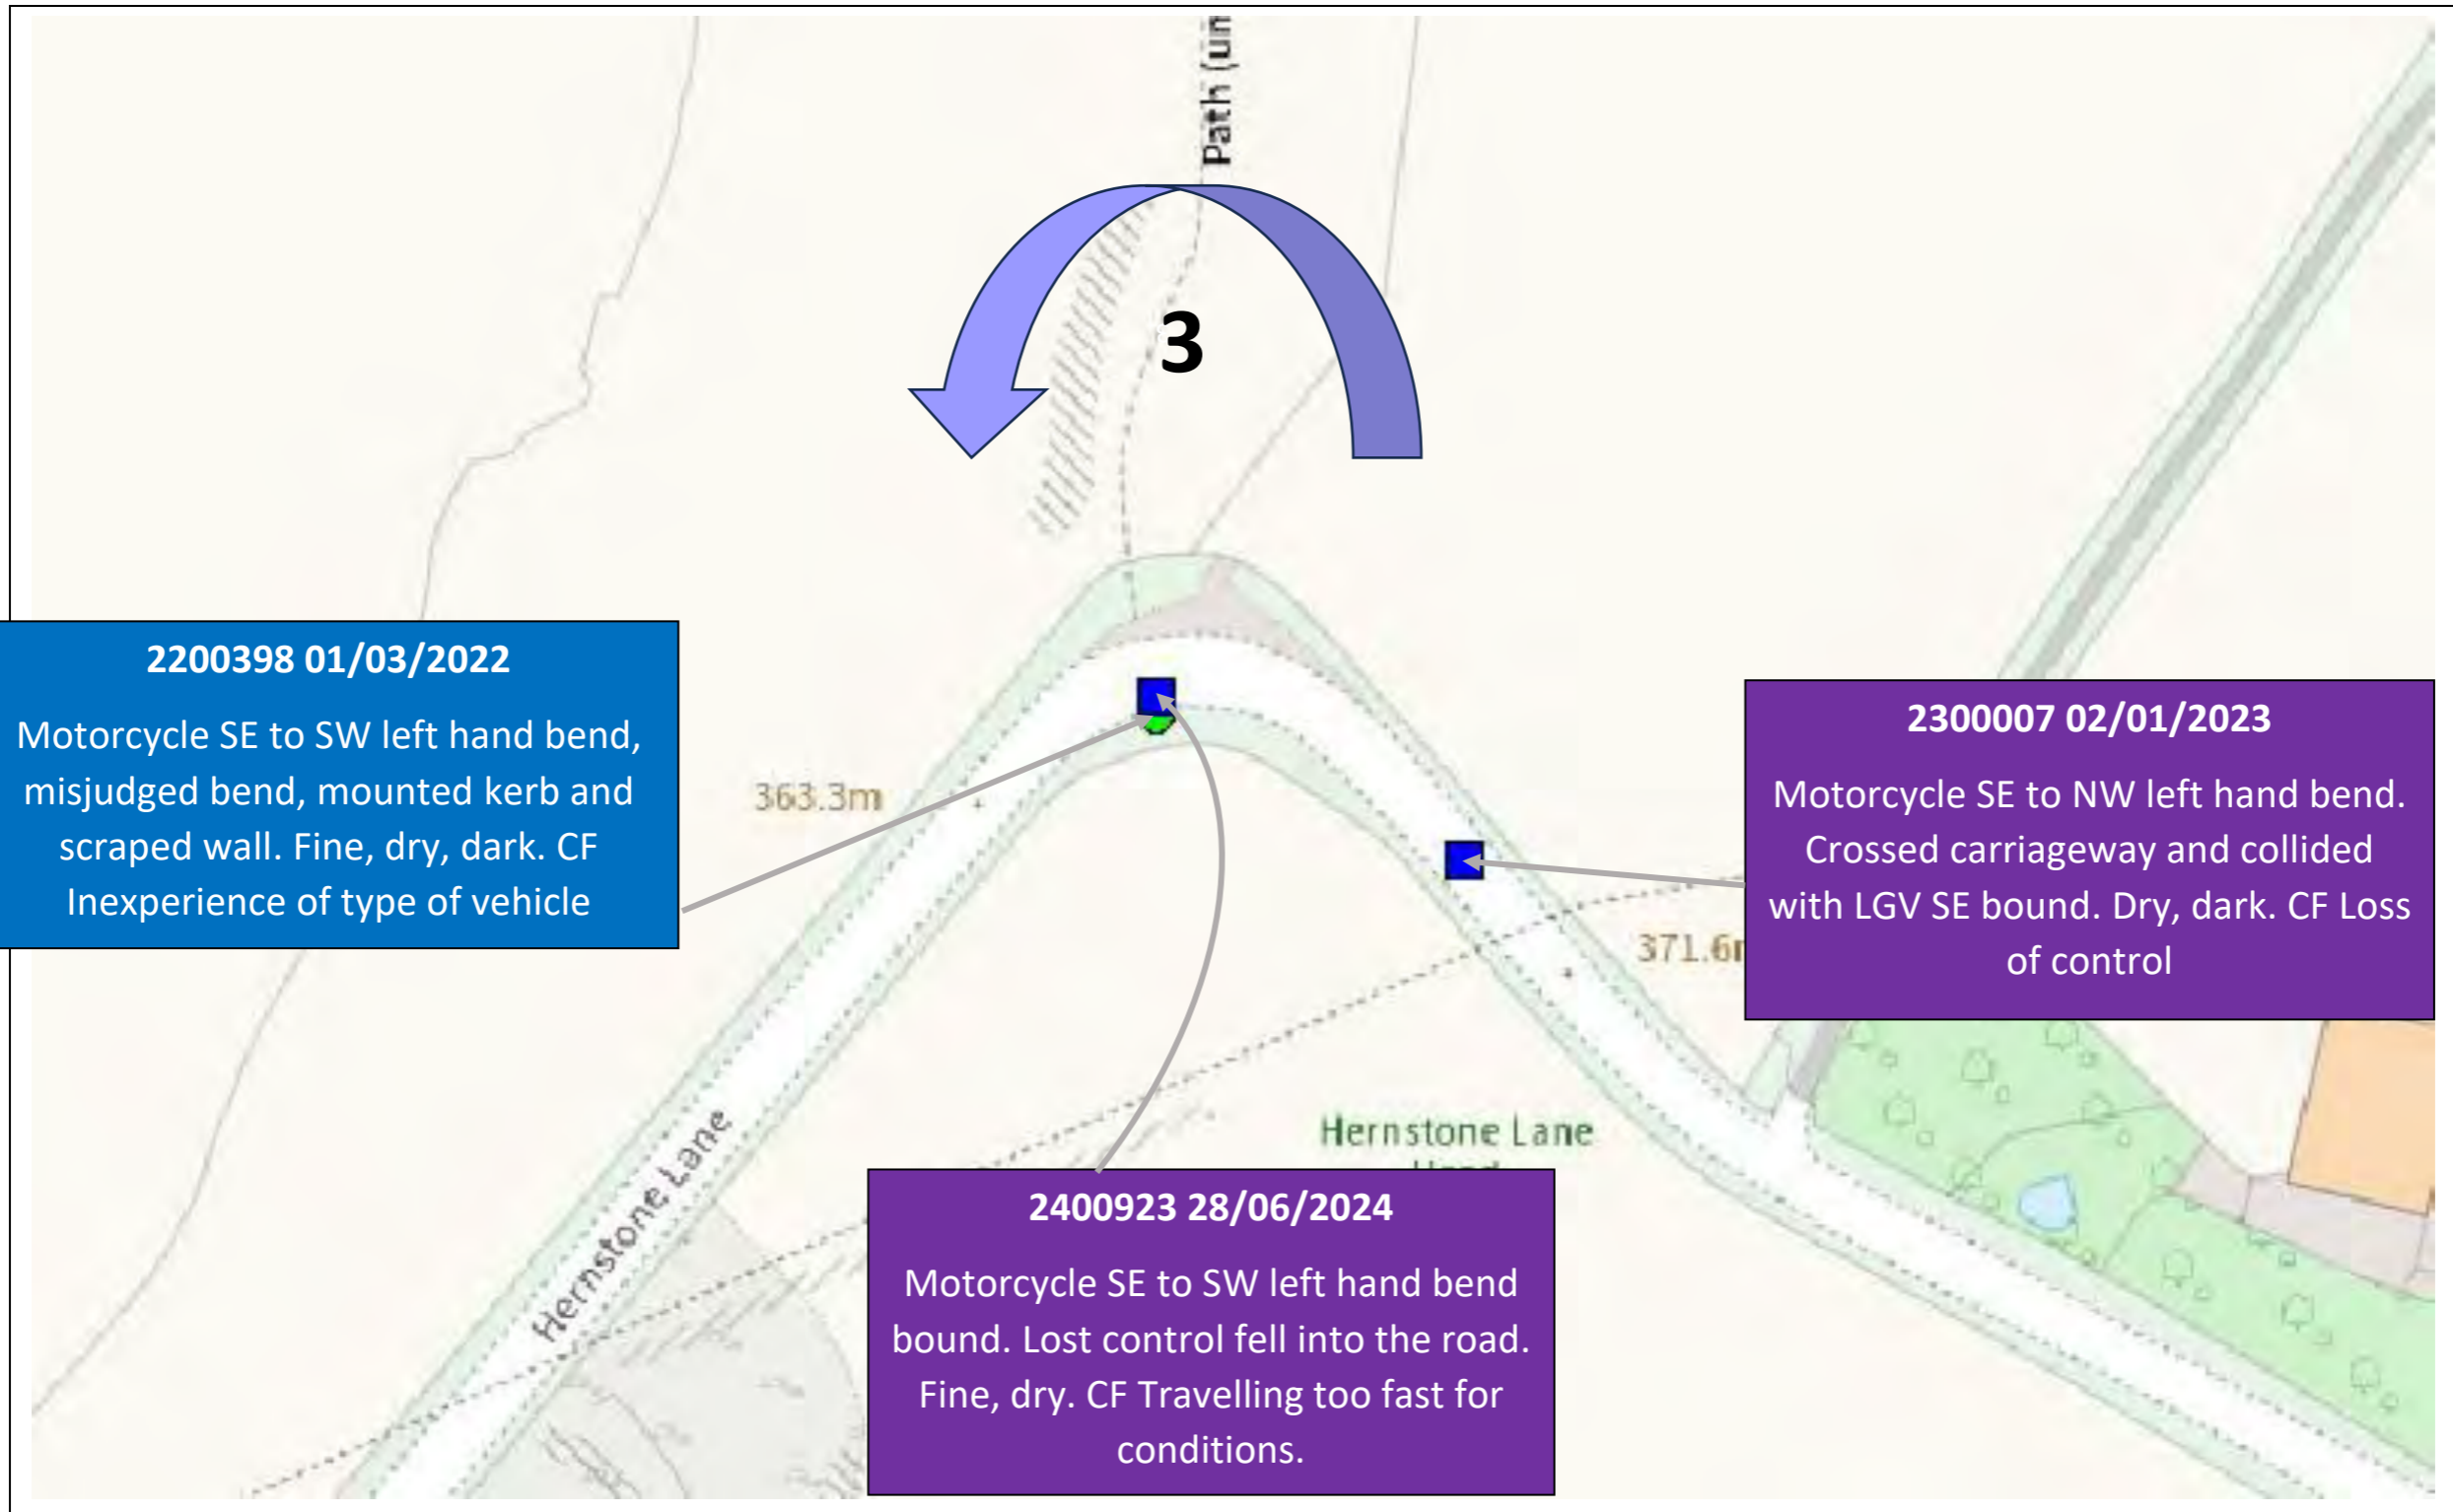 Path (un
3
2200398 01/03/2022
Motorcycle SE to SW left hand bend,
misjudged bend, mounted kerb and
scraped wall. Fine, dry, dark. CF
Inexperience of type of vehicle
363.3m
2300007 02/01/2023
Motorcycle SE to NW left hand bend.
Crossed carriageway and collided
with LGV SE bound. Dry, dark. CF Loss
of control
371.6
Hernstone Lane
Hernstone Lane
2400923 28/06/2024
Motorcycle SE to SW left hand bend
bound. Lost control fell into the road.
Fine, dry. CF Travelling too fast for
conditions.